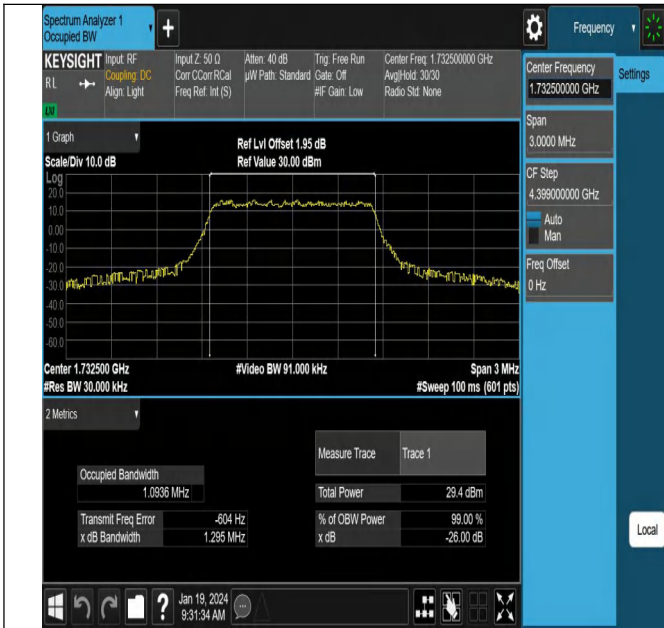 Spectrum Analyzer 1
Occupied BW
+
Frequency
KEYSIGHT
RL
LXI
Input: RF
Coupling: DC
Align: Light
Input Z: 50 Ω
Corr CCorr RCal
Freq Ref: Int (S)
Atten: 40 dB
µW Path: Standard
Trig: Free Run
Gate: Off
#IF Gain: Low
Center Freq: 1.732500000 GHz
Avg|Hold: 30/30
Radio Std: None
Center Frequency
1.732500000 GHz
Settings
Span
3.0000 MHz
CF Step
4.399000000 GHz
Auto
Man
Freq Offset
0 Hz
1 Graph
Scale/Div 10.0 dB
Ref Lvl Offset 1.95 dB
Ref Value 30.00 dBm
Log
20.0
10.0
0.00
-10.0
-20.0
-30.0
-40.0
-50.0
-60.0
Center 1.732500 GHz
#Res BW 30.000 kHz
#Video BW 91.000 kHz
Span 3 MHz
#Sweep 100 ms (601 pts)
2 Metrics
Measure Trace Trace 1
Occupied Bandwidth
1.0936 MHz
Total Power 29.4 dBm
Transmit Freq Error -604 Hz
% of OBW Power 99.00 %
x dB Bandwidth 1.295 MHz
x dB -26.00 dB
Local
?
Jan 19, 2024
9:31:34 AM